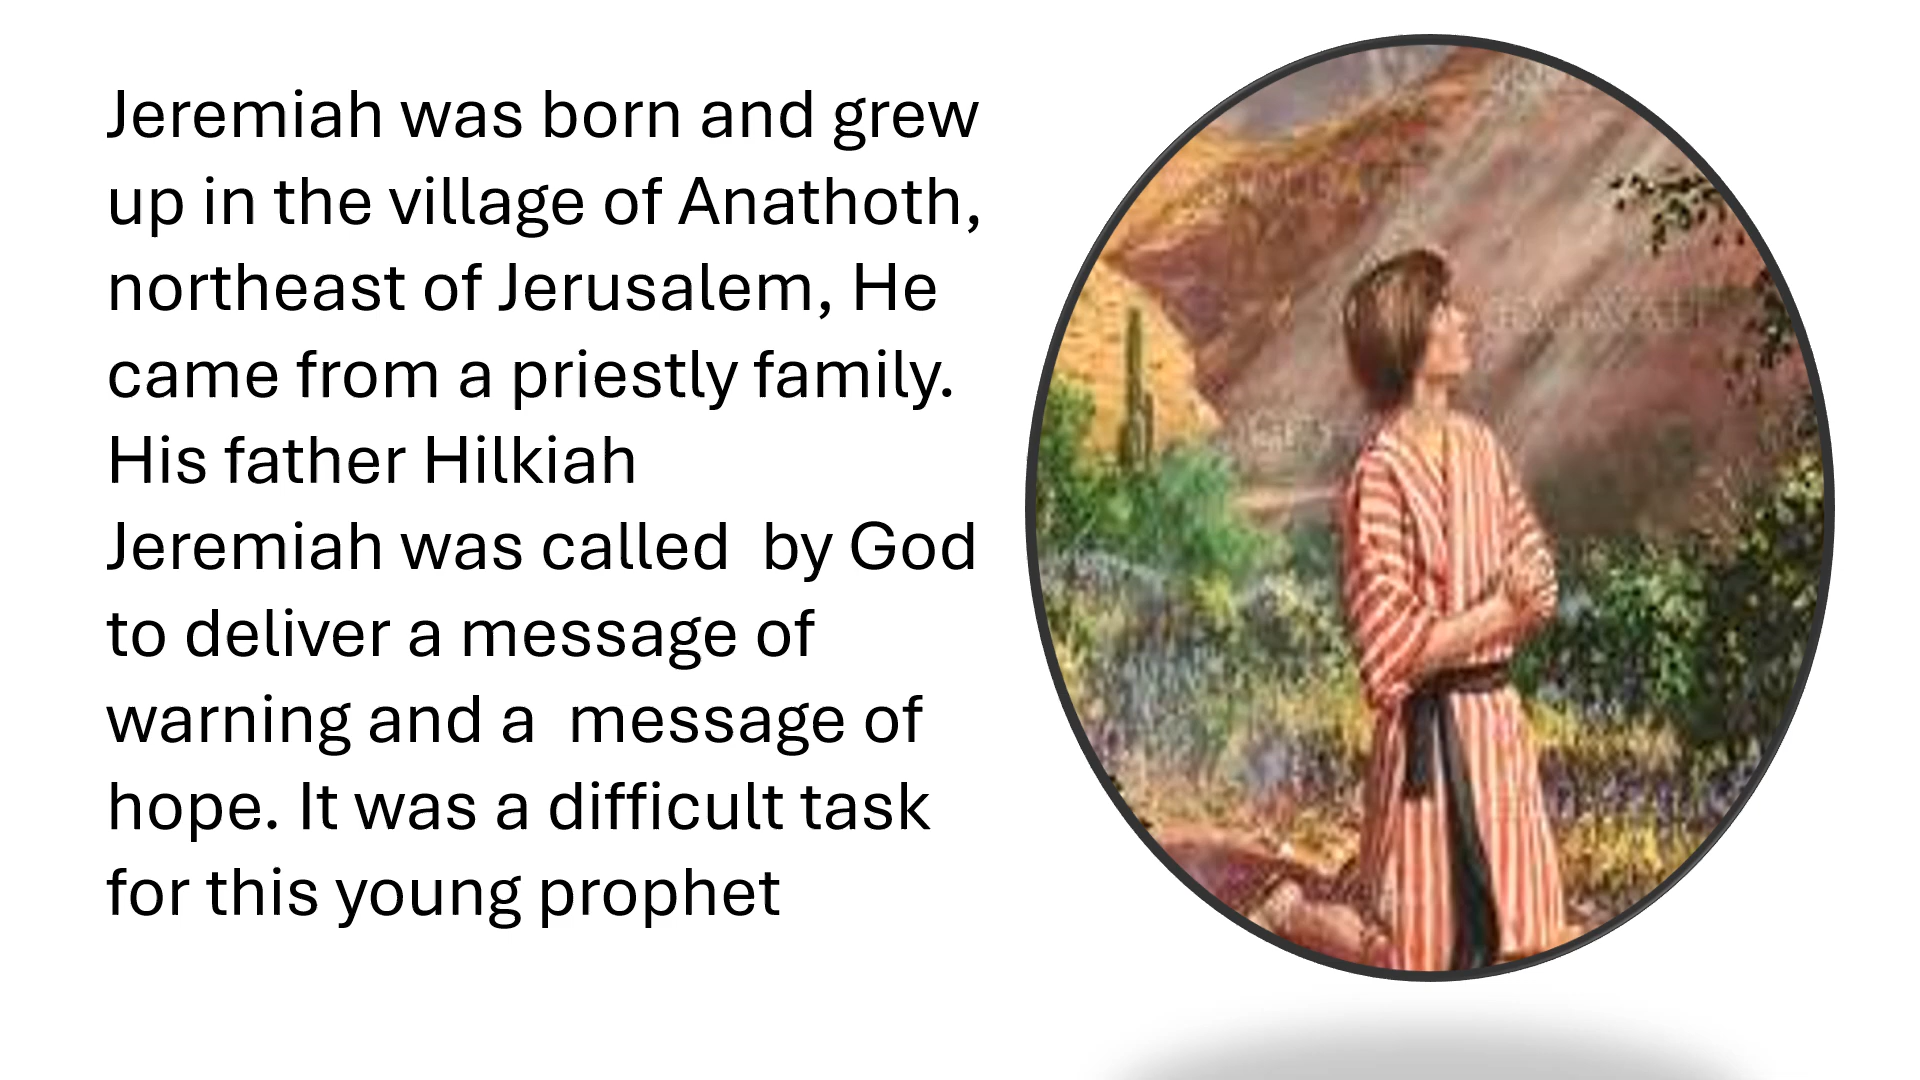 Jeremiah was born and grew
up in the village of Anathoth,
northeast of Jerusalem, He
came from a priestly family.
His father Hilkiah
Jeremiah was called  by God
to deliver a message of
warning and a  message of
hope. It was a difficult task
for this young prophet